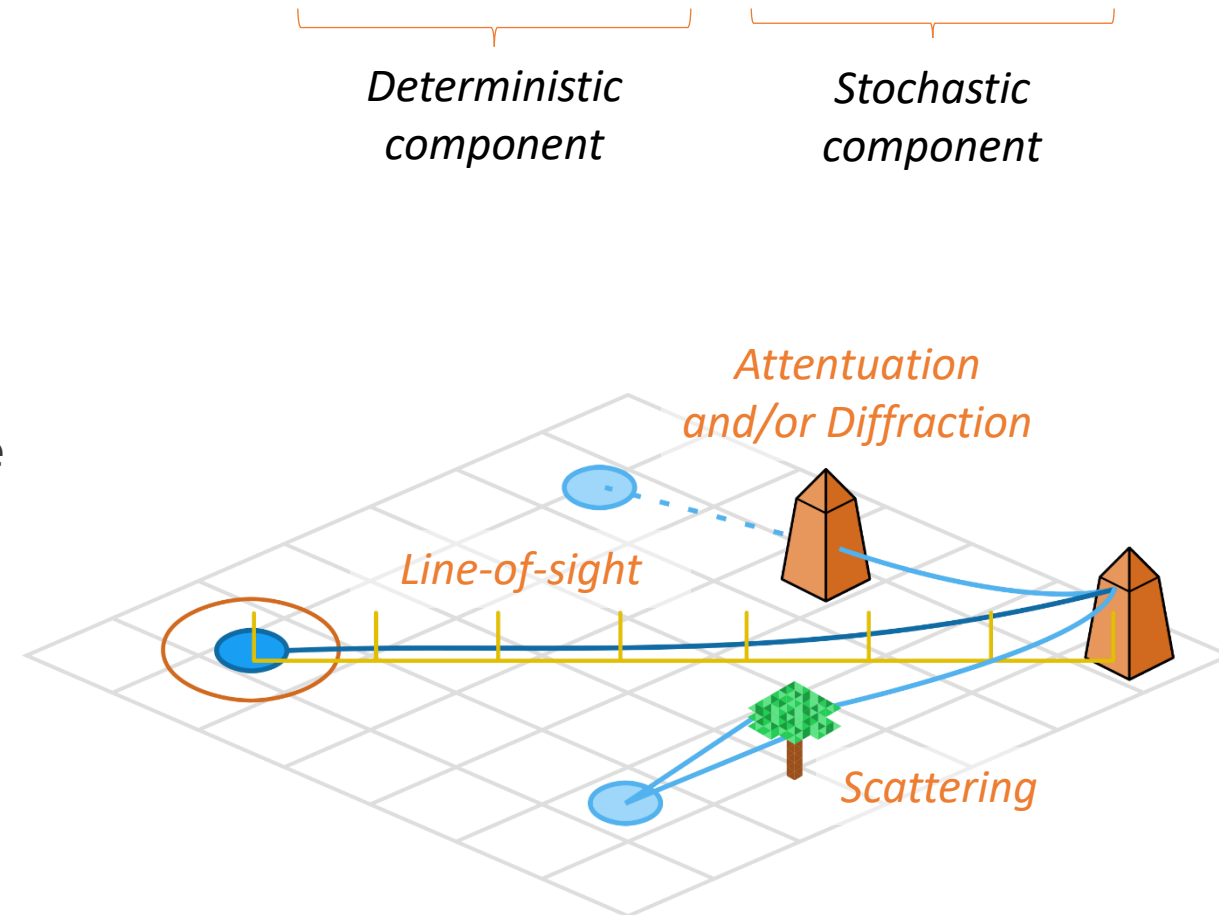 Deterministic
component
Stochastic
component
Attentuation
and/or Diffraction
e
Line-of-sight
Scattering